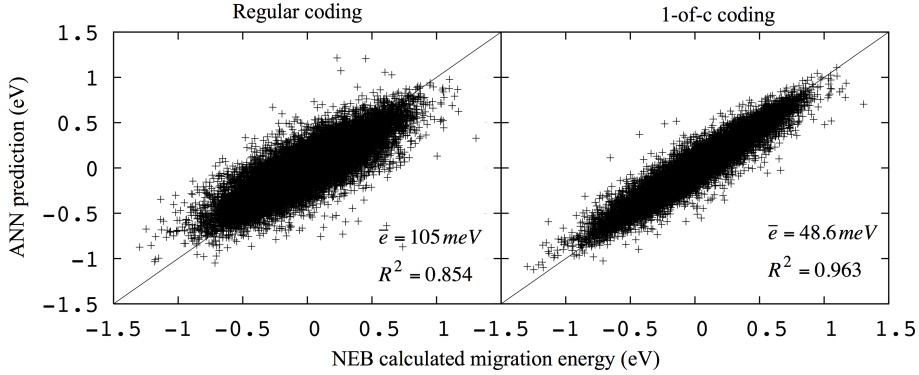 Regular coding
1-of-c coding
1.5
1
0.5
0
−0.5
−1
−1.5
ANN prediction (eV)
e̅ = 105 meV
R² = 0.854
e̅ = 48.6 meV
R² = 0.963
−1.5 −1 −0.5 0 0.5 1 −1.5 −1 −0.5 0 0.5 1 1.5
NEB calculated migration energy (eV)